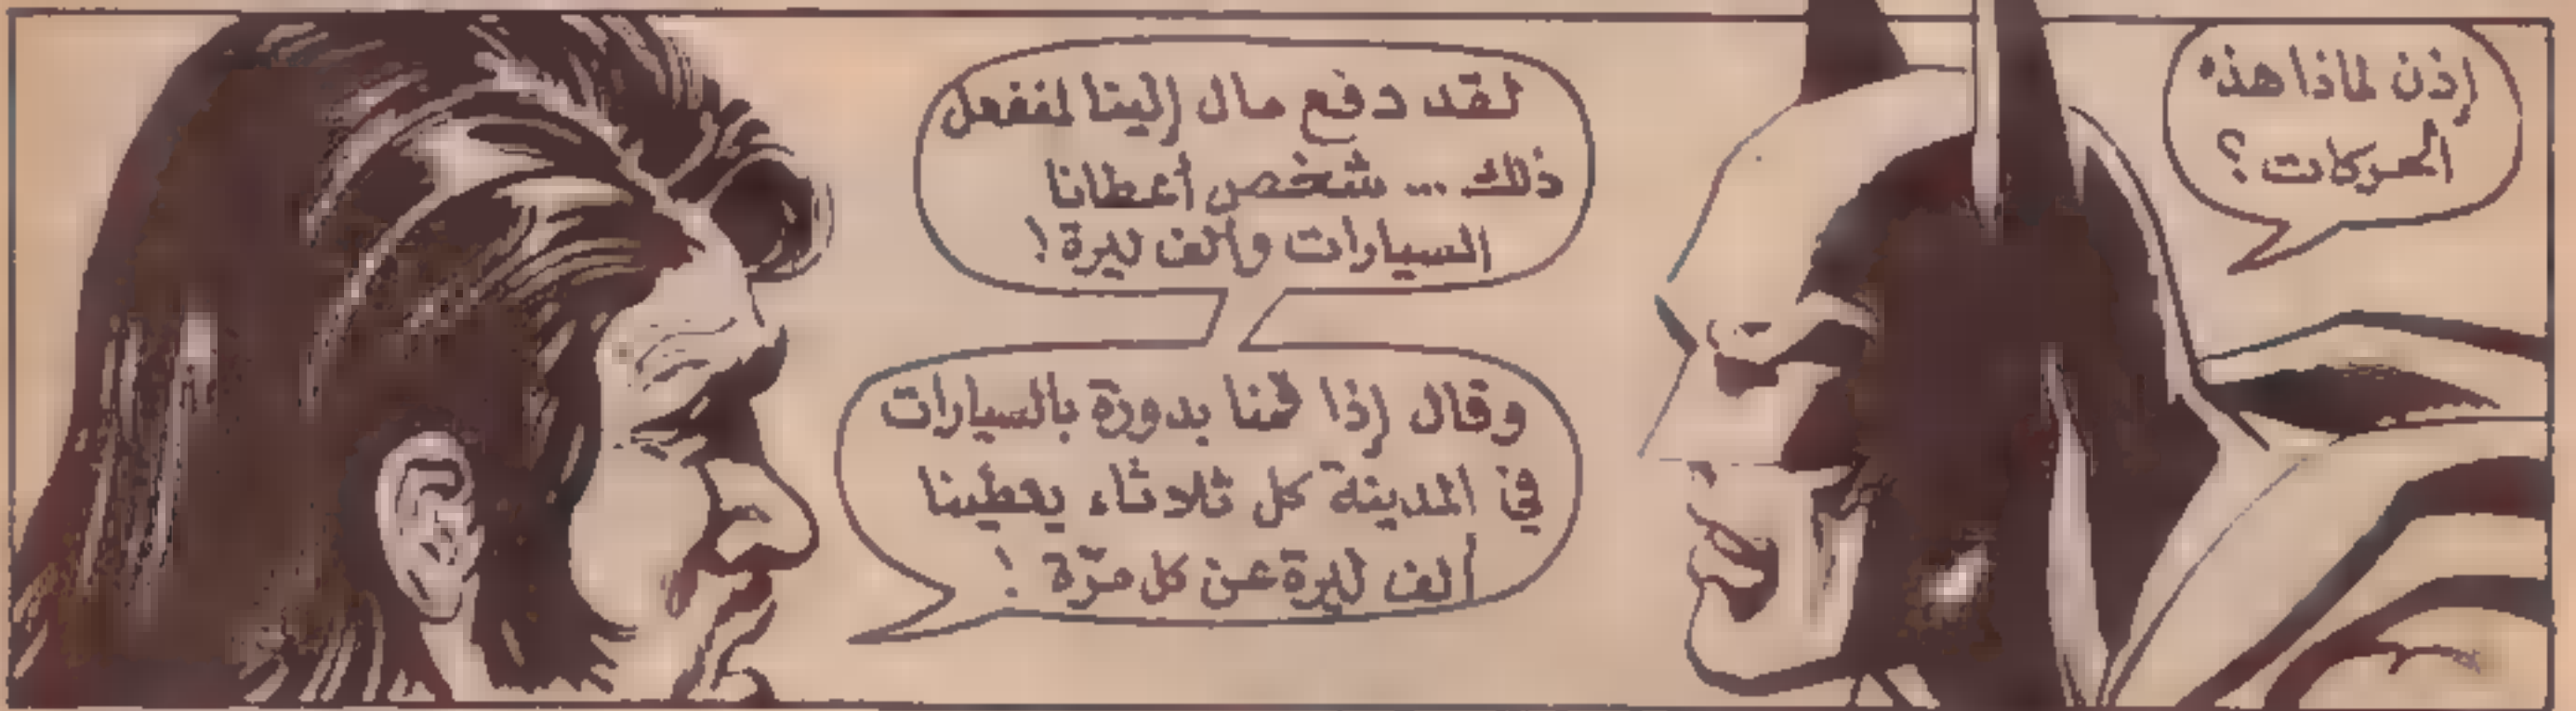 إذن لماذا هذه
الحركات؟
لقد دفع مال إلينا لنفعل
ذلك ... شخص أعطانا
السيارات وألف ليرة!
وقال إذا قمنا بدورة بالسيارات
في المدينة كل ثلاثاء يعطينا
ألف ليرة عن كل مرّة!